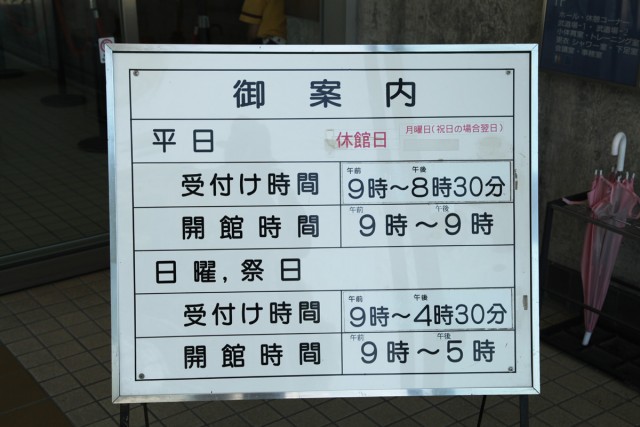 御案内
平日 休館日 月曜日(祝日の場合翌日)
受付け時間 午前9時～午後8時30分
開館時間 午前9時～午後9時
日曜,祭日
受付け時間 午前9時～午後4時30分
開館時間 午前9時～午後5時